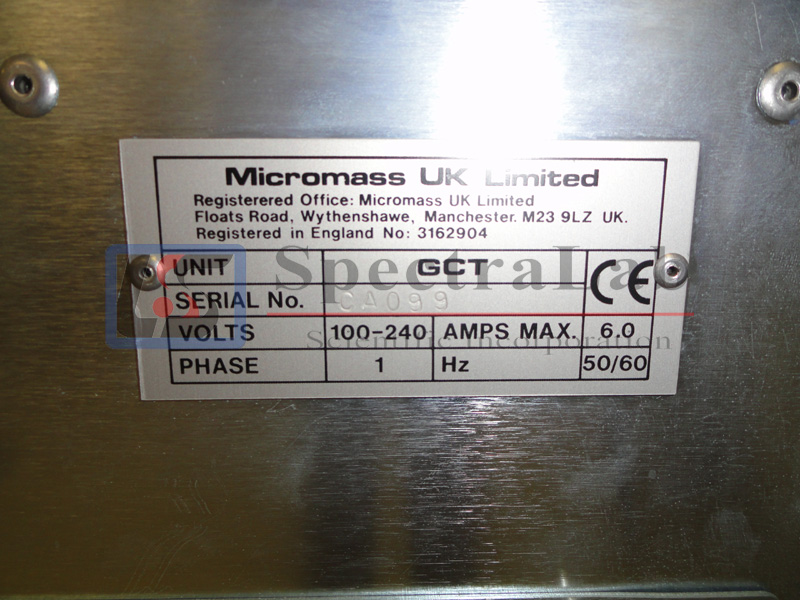 Micromass UK Limited
Registerered Office: Micromass UK Limited
Floats Road, Wythenshawe, Manchester. M23 9LZ UK.
Registered in England No: 3162904
UNIT GCT CE
SERIAL No. CA099
VOLTS 100-240 AMPS MAX. 6.0
PHASE 1 Hz 50/60
SpectraLab
Scientific Incorporation